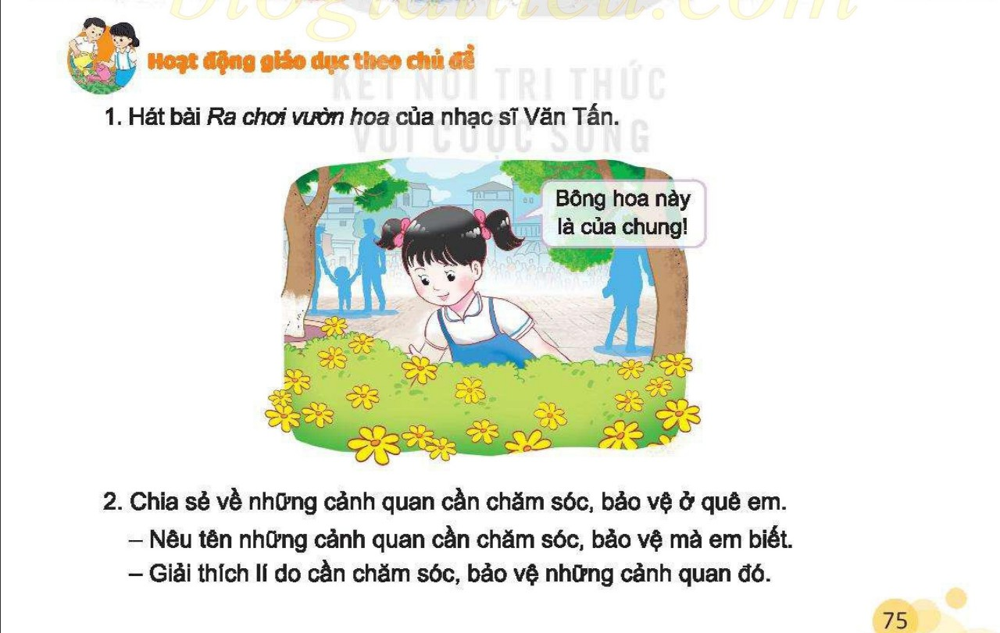 blogtailieu.com
Hoạt động giáo dục theo chủ đề
KẾT NỐI TRI THỨC
VỚI CUỘC SỐNG
1. Hát bài Ra chơi vườn hoa của nhạc sĩ Văn Tấn.
Bông hoa này
là của chung!
2. Chia sẻ về những cảnh quan cần chăm sóc, bảo vệ ở quê em.
– Nêu tên những cảnh quan cần chăm sóc, bảo vệ mà em biết.
– Giải thích lí do cần chăm sóc, bảo vệ những cảnh quan đó.
75